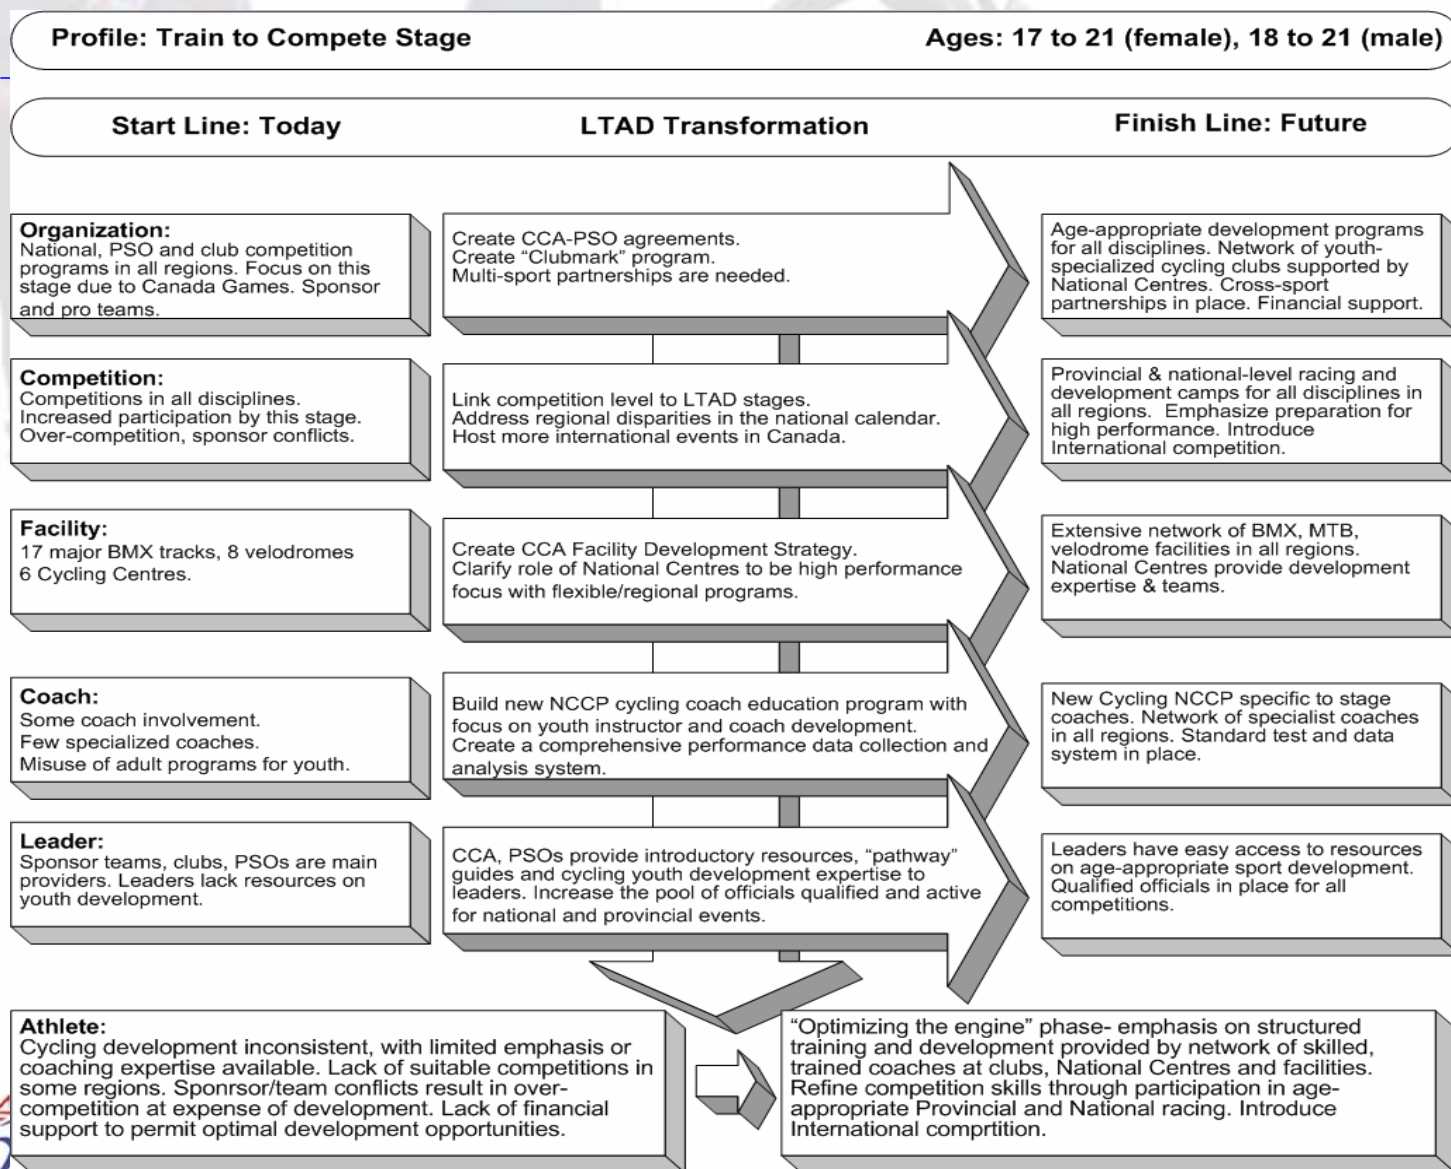 Profile: Train to Compete Stage
Ages: 17 to 21 (female), 18 to 21 (male)
Start Line: Today
LTAD Transformation
Finish Line: Future
Organization:
National, PSO and club competition
programs in all regions. Focus on this
stage due to Canada Games. Sponsor
and pro teams.
Create CCA-PSO agreements.
Create “Clubmark” program.
Multi-sport partnerships are needed.
Age-appropriate development programs
for all disciplines. Network of youth-
specialized cycling clubs supported by
National Centres. Cross-sport
partnerships in place. Financial support.
Competition:
Competitions in all disciplines.
Increased participation by this stage.
Over-competition, sponsor conflicts.
Link competition level to LTAD stages.
Address regional disparities in the national calendar.
Host more international events in Canada.
Provincial & national-level racing and
development camps for all disciplines in
all regions.  Emphasize preparation for
high performance. Introduce
International competition.
Facility:
17 major BMX tracks, 8 velodromes
6 Cycling Centres.
Create CCA Facility Development Strategy.
Clarify role of National Centres to be high performance
focus with flexible/regional programs.
Extensive network of BMX, MTB,
velodrome facilities in all regions.
National Centres provide development
expertise & teams.
Coach:
Some coach involvement.
Few specialized coaches.
Misuse of adult programs for youth.
Build new NCCP cycling coach education program with
focus on youth instructor and coach development.
Create a comprehensive performance data collection and
analysis system.
New Cycling NCCP specific to stage
coaches. Network of specialist coaches
in all regions. Standard test and data
system in place.
Leader:
Sponsor teams, clubs, PSOs are main
providers. Leaders lack resources on
youth development.
CCA, PSOs provide introductory resources, “pathway”
guides and cycling youth development expertise to
leaders. Increase the pool of officials qualified and active
for national and provincial events.
Leaders have easy access to resources
on age-appropriate sport development.
Qualified officials in place for all
competitions.
Athlete:
Cycling development inconsistent, with limited emphasis or
coaching expertise available. Lack of suitable competitions in
some regions. Sponrsor/team conflicts result in over-
competition at expense of development. Lack of financial
support to permit optimal development opportunities.
“Optimizing the engine” phase- emphasis on structured
training and development provided by network of skilled,
trained coaches at clubs, National Centres and facilities.
Refine competition skills through participation in age-
appropriate Provincial and National racing. Introduce
International comprtition.